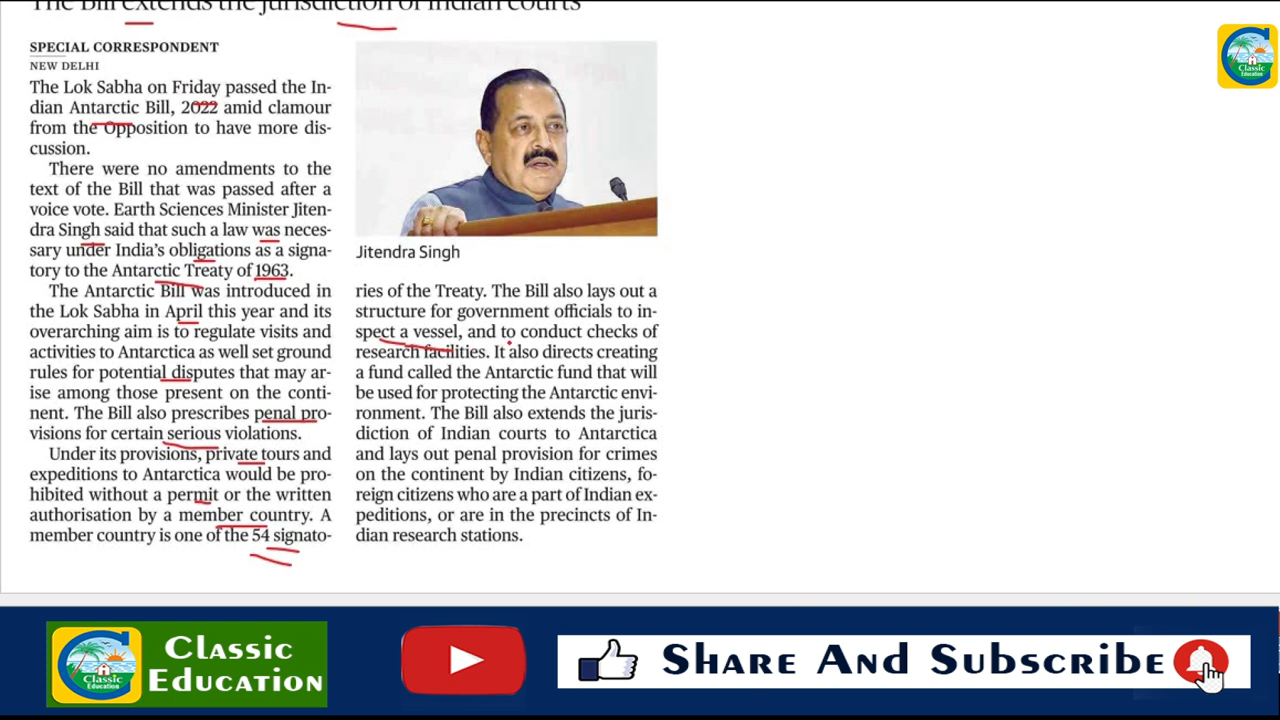 The Bill extends the jurisdiction of Indian courts
SPECIAL CORRESPONDENT
NEW DELHI
The Lok Sabha on Friday passed the In-
dian Antarctic Bill, 2022 amid clamour
from the Opposition to have more dis-
cussion.
There were no amendments to the
text of the Bill that was passed after a
voice vote. Earth Sciences Minister Jiten-
dra Singh said that such a law was neces-
sary under India's obligations as a signa-
tory to the Antarctic Treaty of 1963.
The Antarctic Bill was introduced in
the Lok Sabha in April this year and its
overarching aim is to regulate visits and
activities to Antarctica as well set ground
rules for potential disputes that may ar-
ise among those present on the conti-
nent. The Bill also prescribes penal pro-
visions for certain serious violations.
Under its provisions, private tours and
expeditions to Antarctica would be pro-
hibited without a permit or the written
authorisation by a member country. A
member country is one of the 54 signato-
Jitendra Singh
ries of the Treaty. The Bill also lays out a
structure for government officials to in-
spect a vessel, and to conduct checks of
research facilities. It also directs creating
a fund called the Antarctic fund that will
be used for protecting the Antarctic envi-
ronment. The Bill also extends the juris-
diction of Indian courts to Antarctica
and lays out penal provision for crimes
on the continent by Indian citizens, fo-
reign citizens who are a part of Indian ex-
peditions, or are in the precincts of In-
dian research stations.
Classic
Education
Classic
Education
Classic
Education
Share And Subscribe